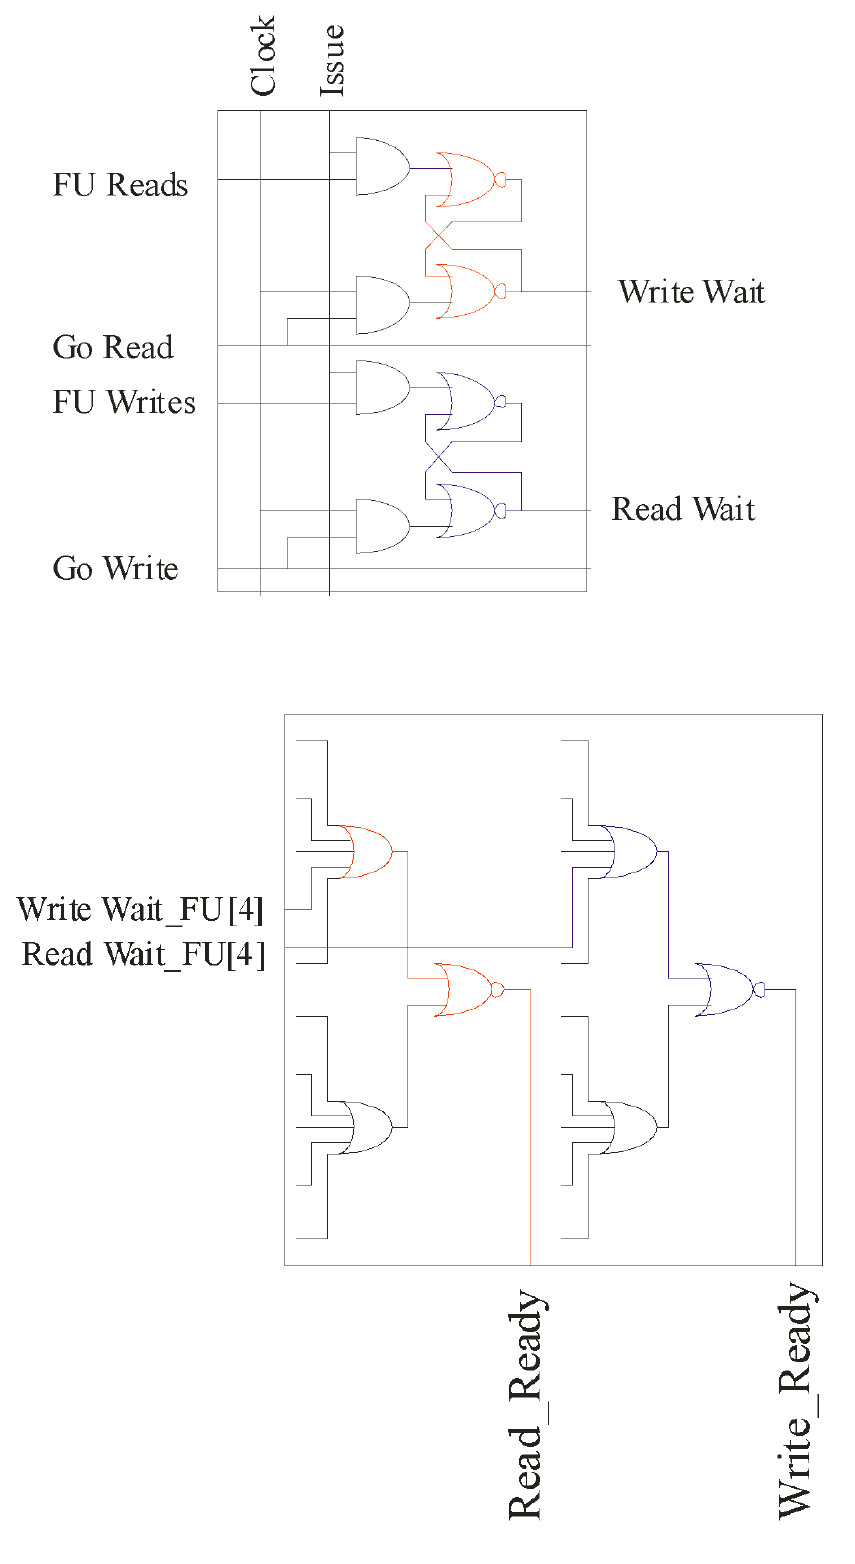 Clock
Issue
FU Reads
Write Wait
Go Read
FU Writes
Read Wait
Go Write
Write Wait_FU[4]
Read Wait_FU[4]
Read_Ready
Write_Ready